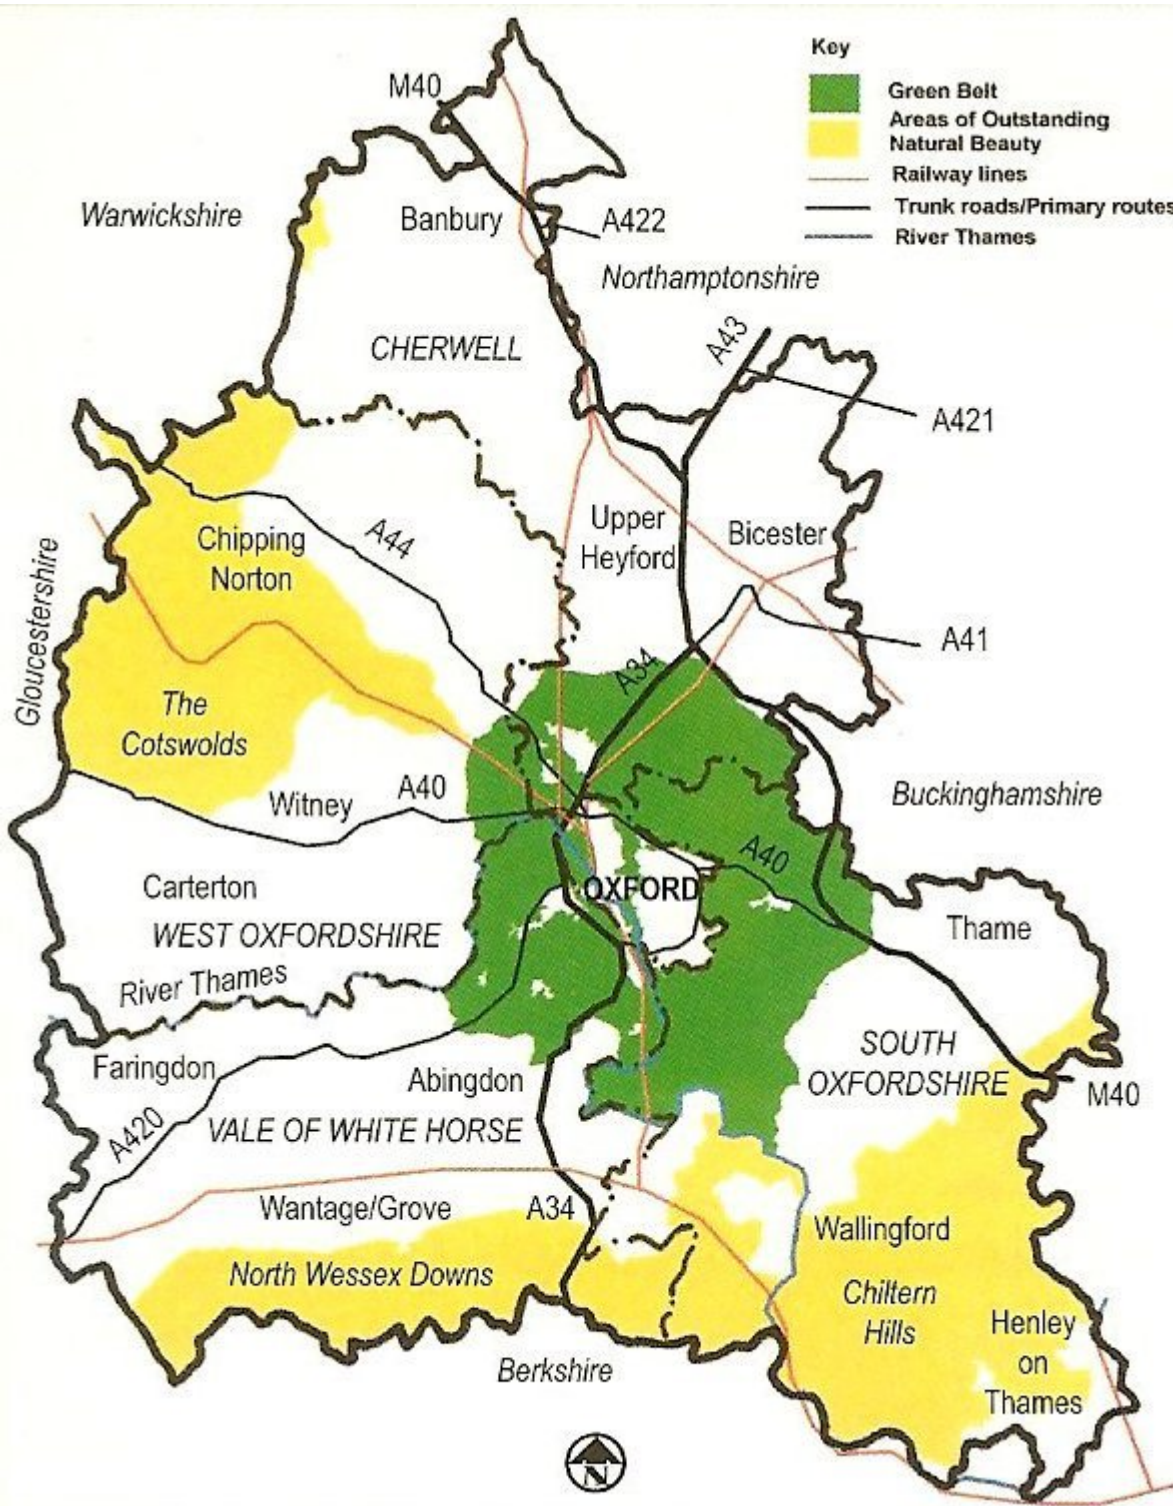 Key
Green Belt
Areas of Outstanding
Natural Beauty
Railway lines
Trunk roads/Primary routes
River Thames
M40
Warwickshire
Banbury
A422
Northamptonshire
CHERWELL
A43
A421
Upper
Heyford
Bicester
Chipping
Norton
A44
Gloucestershire
A41
A34
The
Cotswolds
Witney
A40
Buckinghamshire
A40
Carterton
OXFORD
WEST OXFORDSHIRE
Thame
River Thames
Faringdon
Abingdon
SOUTH
OXFORDSHIRE
M40
A420
VALE OF WHITE HORSE
Wantage/Grove
A34
Wallingford
North Wessex Downs
Chiltern
Hills
Henley
on
Thames
Berkshire
N